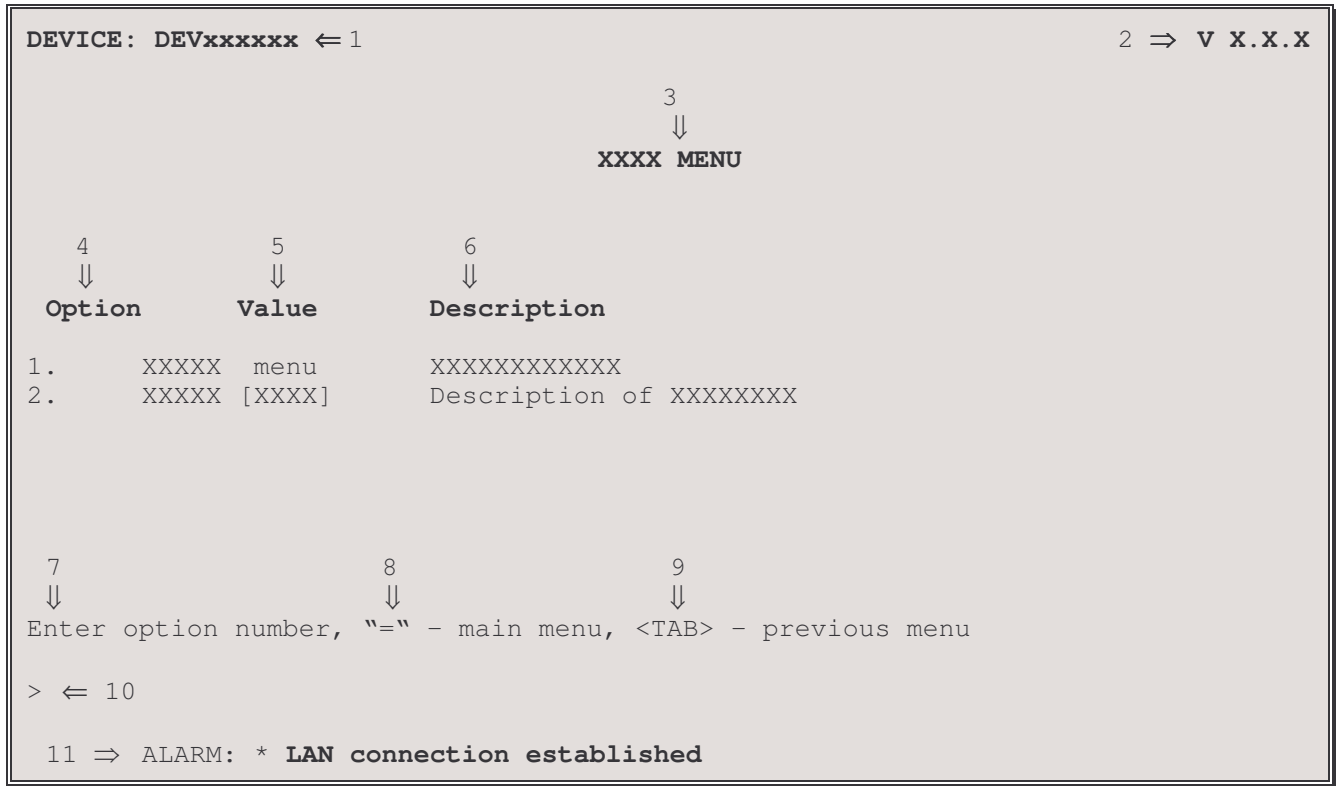 DEVICE: DEVxxxxxx ⇐ 1 2 ⇒ V X.X.X
3
⇓
XXXX MENU
4 5 6
⇓ ⇓ ⇓
Option Value Description
1. XXXXX menu XXXXXXXXXXXX
2. XXXXX [XXXX] Description of XXXXXXXX
7 8 9
⇓ ⇓ ⇓
Enter option number, “=“ – main menu, <TAB> – previous menu
> ⇐ 10
11 ⇒ ALARM: * LAN connection established